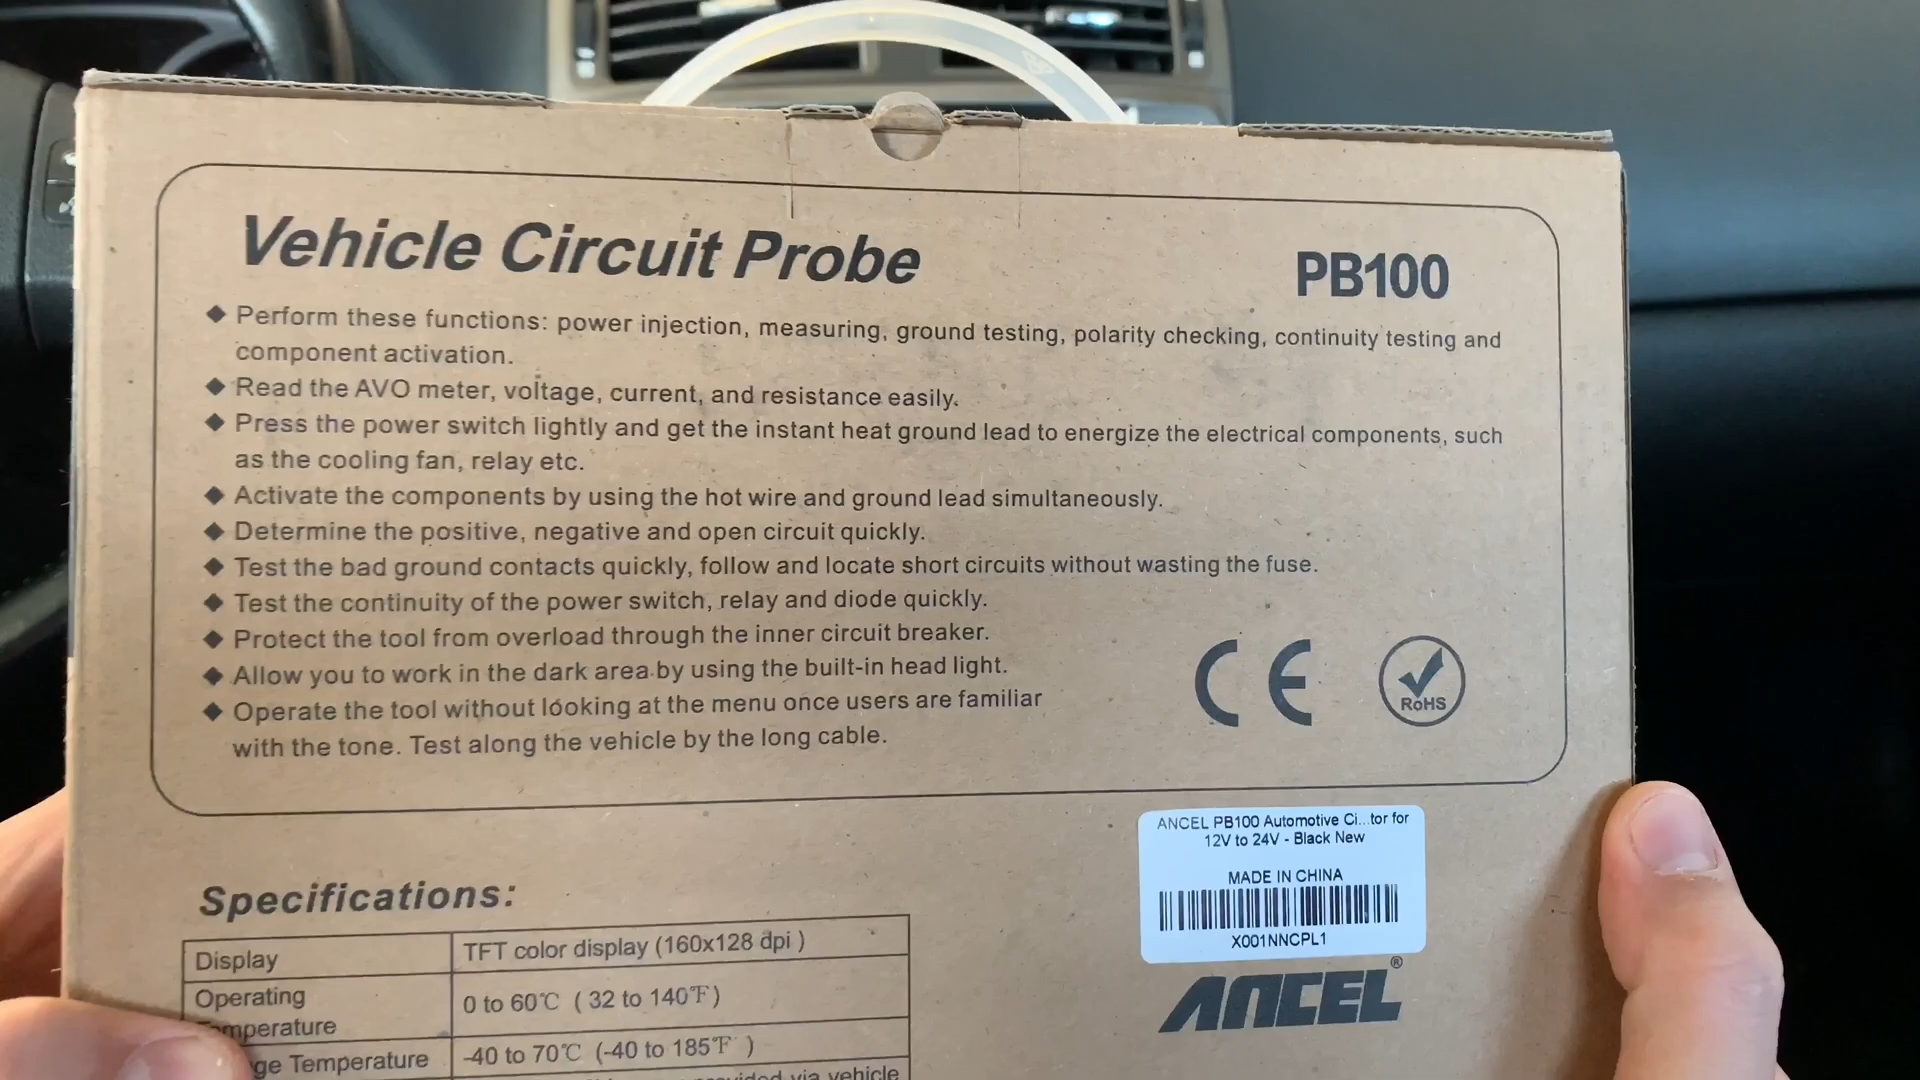 Vehicle Circuit Probe
PB100
◆ Perform these functions: power injection, measuring, ground testing, polarity checking, continuity testing and
component activation.
◆ Read the AVO meter, voltage, current, and resistance easily.
◆ Press the power switch lightly and get the instant heat ground lead to energize the electrical components, such
as the cooling fan, relay etc.
◆ Activate the components by using the hot wire and ground lead simultaneously.
◆ Determine the positive, negative and open circuit quickly.
◆ Test the bad ground contacts quickly, follow and locate short circuits without wasting the fuse.
◆ Test the continuity of the power switch, relay and diode quickly.
◆ Protect the tool from overload through the inner circuit breaker.
◆ Allow you to work in the dark area by using the built-in head light.
◆ Operate the tool without looking at the menu once users are familiar
with the tone. Test along the vehicle by the long cable.
CE
RoHS
ANCEL PB100 Automotive Ci...tor for
12V to 24V - Black New
MADE IN CHINA
X001NNCPL1
ANCEL®
Specifications:
Display
TFT color display (160x128 dpi )
Operating
Temperature
0 to 60℃ ( 32 to 140℉)
ge Temperature
-40 to 70℃ (-40 to 185℉ )
via vehicle